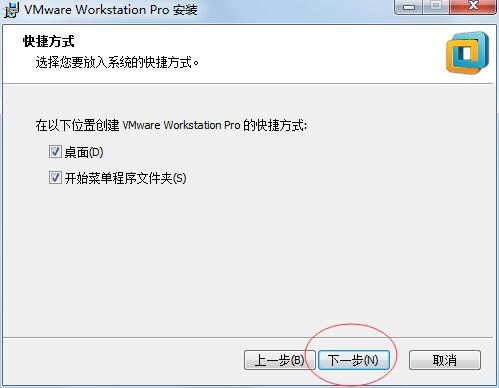 VMware Workstation Pro 安装
快捷方式
选择您要放入系统的快捷方式。
在以下位置创建 VMware Workstation Pro 的快捷方式:
桌面(D)
开始菜单程序文件夹(S)
上一步(B) 下一步(N) 取消